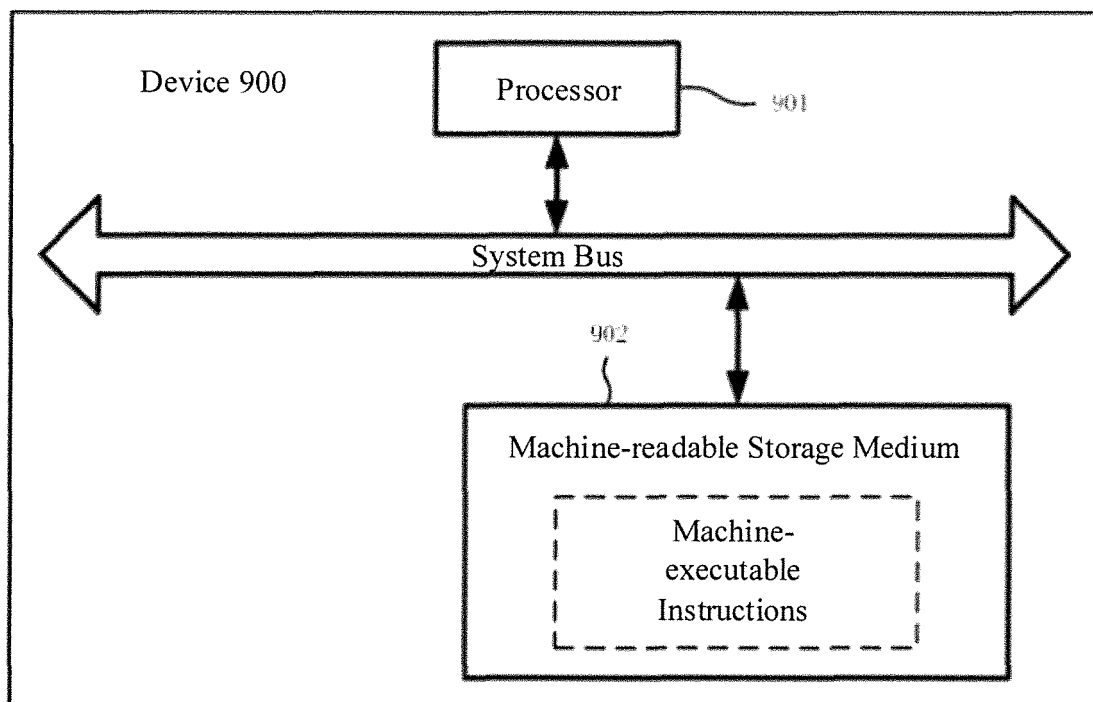 Device 900
Processor
901
System Bus
902
Machine-readable Storage Medium
Machine-
executable
Instructions